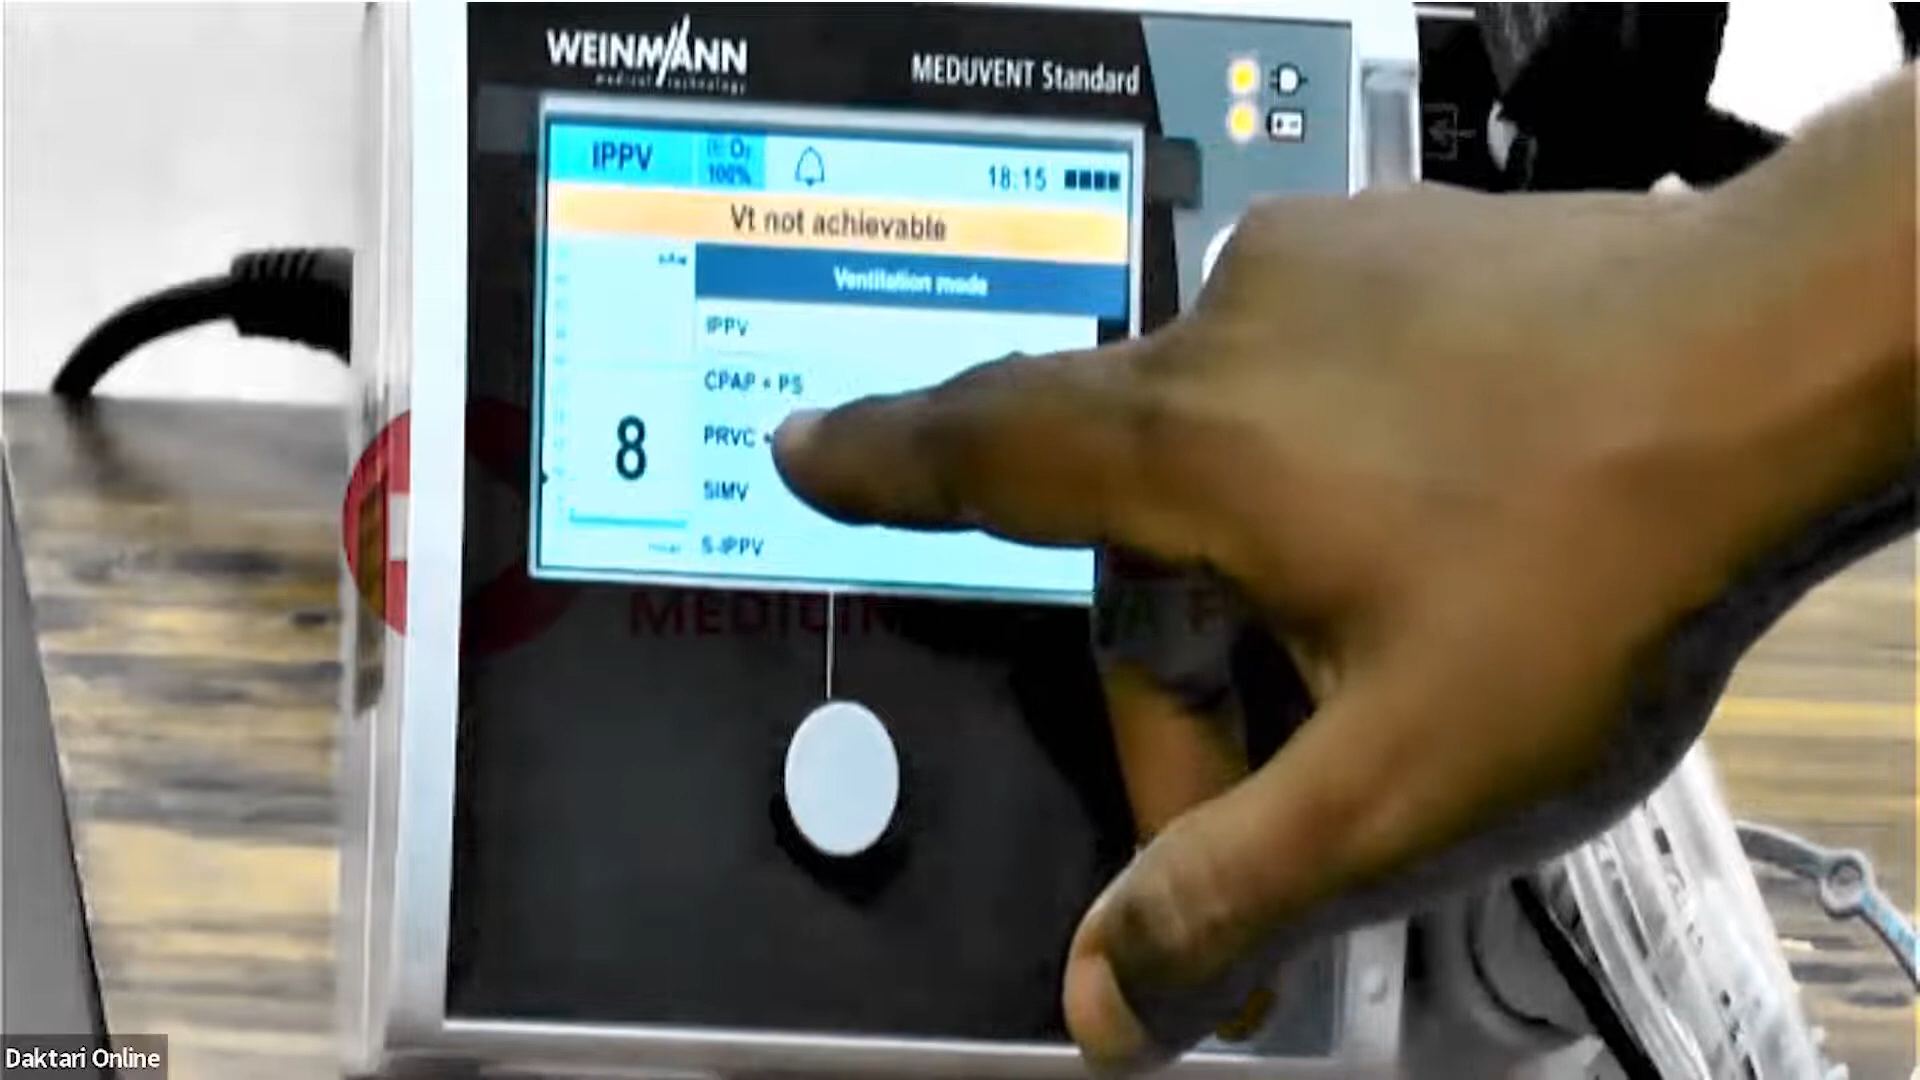 WEINMANN
medical technology
MEDUVENT Standard
IPPV
O₂
100%
18:15
Vt not achievable
Ventilation mode
IPPV
CPAP + PS
PRVC +
8
SIMV
S-IPPV
MEDICIN
Daktari Online